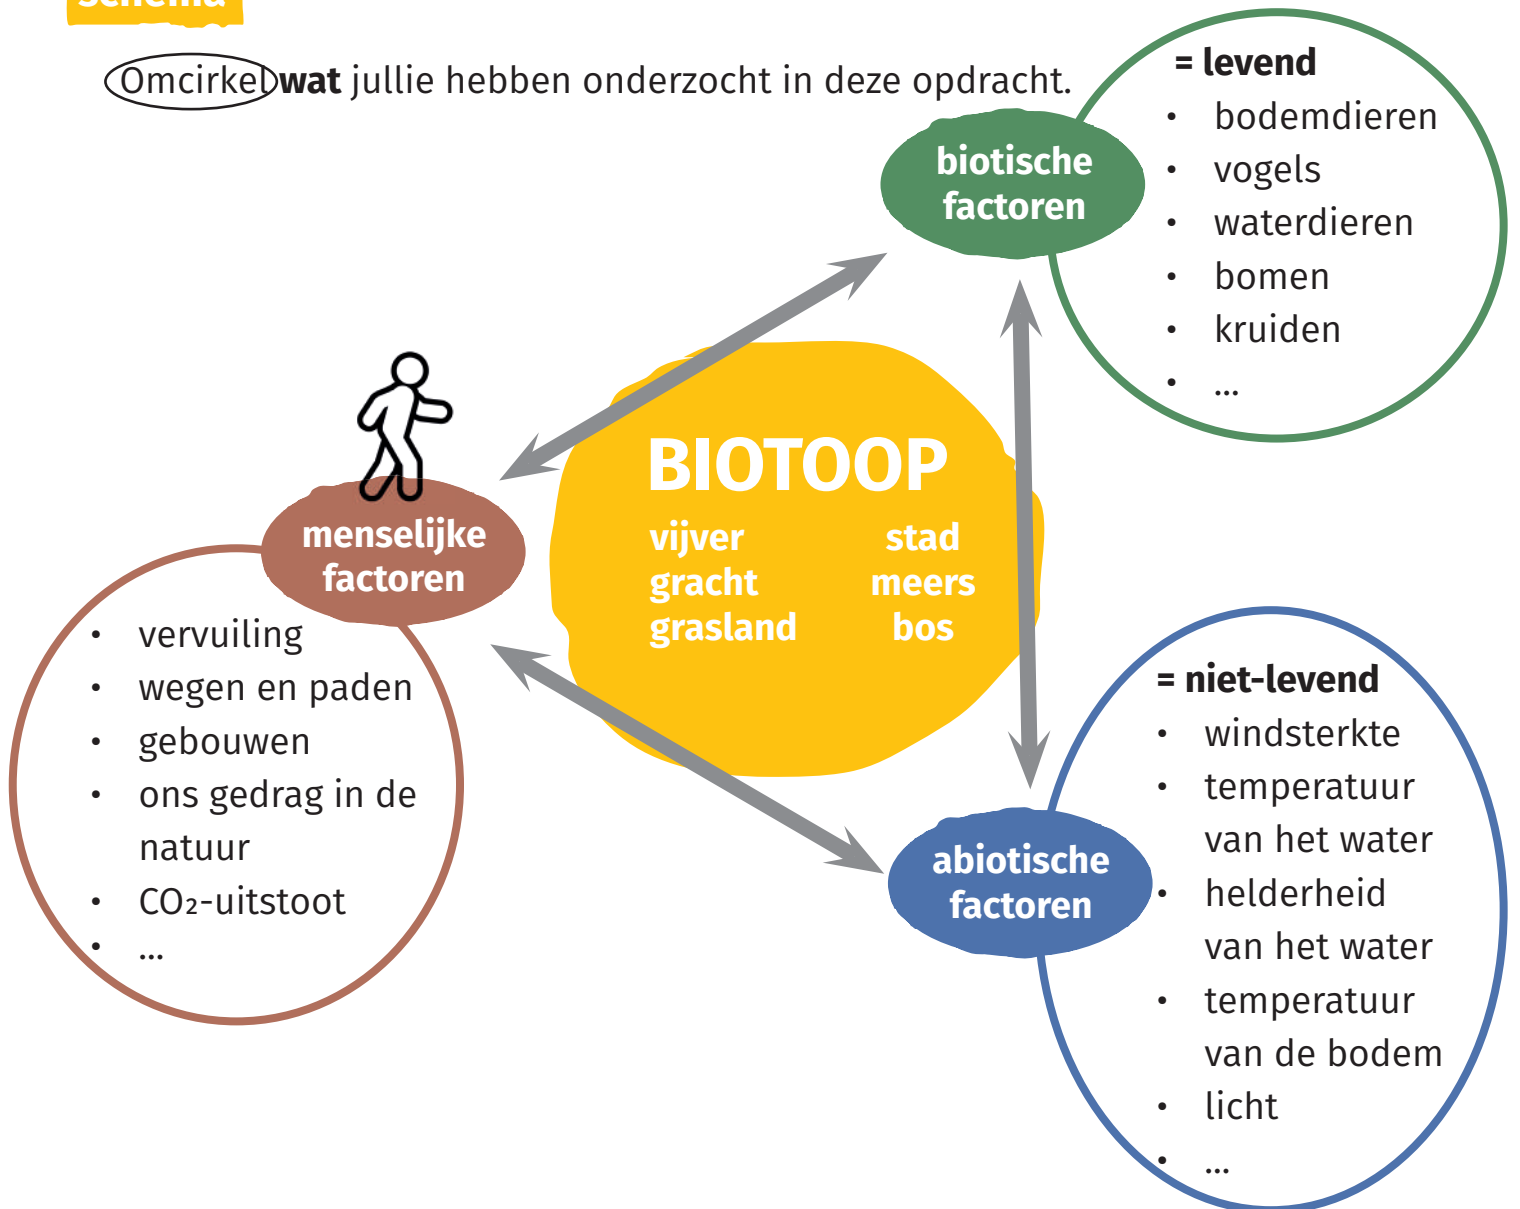 schema
Omcirkel wat jullie hebben onderzocht in deze opdracht.
biotische
factoren
= levend
• bodemdieren
• vogels
• waterdieren
• bomen
• kruiden
• ...
BIOTOOP
vijver stad
gracht meers
grasland bos
menselijke
factoren
• vervuiling
• wegen en paden
• gebouwen
• ons gedrag in de
natuur
• CO₂-uitstoot
• ...
abiotische
factoren
= niet-levend
• windsterkte
• temperatuur
van het water
• helderheid
van het water
• temperatuur
van de bodem
• licht
• ...